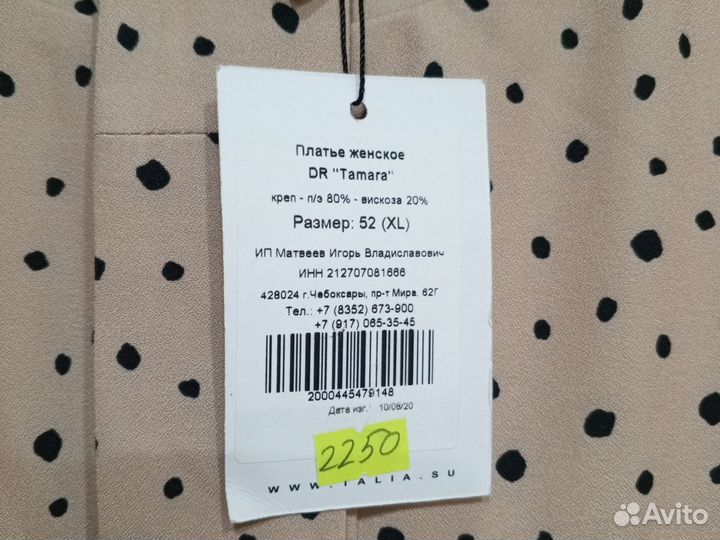 Платье женское
DR "Tamara"
креп - п/э 80% - вискоза 20%
Размер: 52 (XL)
ИП Матвеев Игорь Владиславович
ИНН 212707081666
428024 г.Чебоксары, пр-т Мира. 62Г
Тел.: +7 (8352) 673-900
+7 (917) 065-35-45
2000445479148
Дата изг.: 10/08/20
2250
WWW.ITALIA.SU
Avito